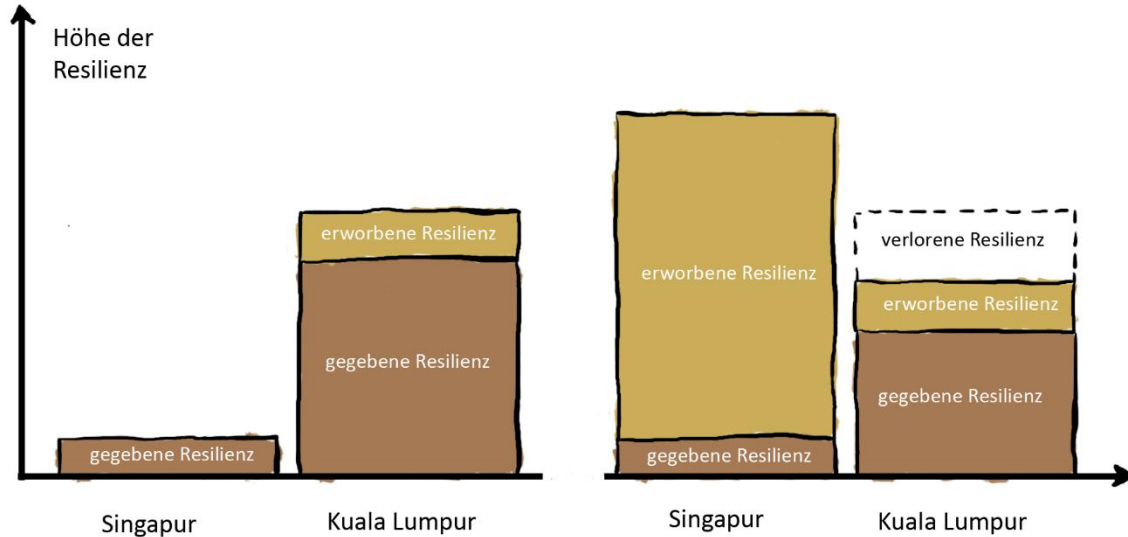 Höhe der
Resilienz
erworbene Resilienz
gegebene Resilienz
gegebene Resilienz
erworbene Resilienz
gegebene Resilienz
verlorene Resilienz
erworbene Resilienz
gegebene Resilienz
Singapur
Kuala Lumpur
Singapur
Kuala Lumpur